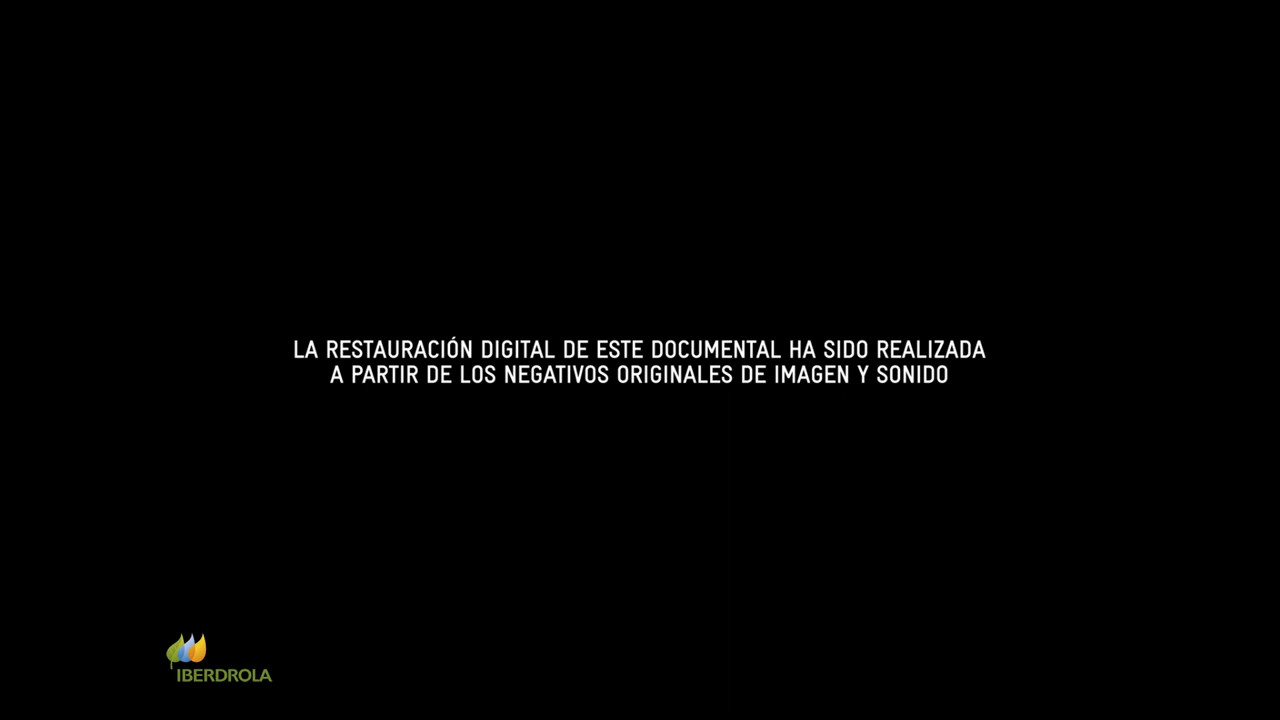 LA RESTAURACIÓN DIGITAL DE ESTE DOCUMENTAL HA SIDO REALIZADA
A PARTIR DE LOS NEGATIVOS ORIGINALES DE IMAGEN Y SONIDO
IBERDROLA